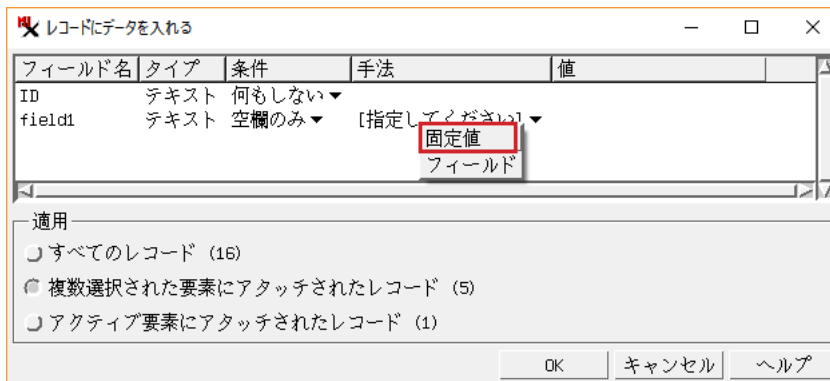 レコードにデータを入れる
フィールド名 タイプ 条件 手法 値
ID テキスト 何もしない▼
field1 テキスト 空欄のみ▼ [指定してください]▼
固定値
フィールド
適用
すべてのレコード (16)
複数選択された要素にアタッチされたレコード (5)
アクティブ要素にアタッチされたレコード (1)
OK キャンセル ヘルプ